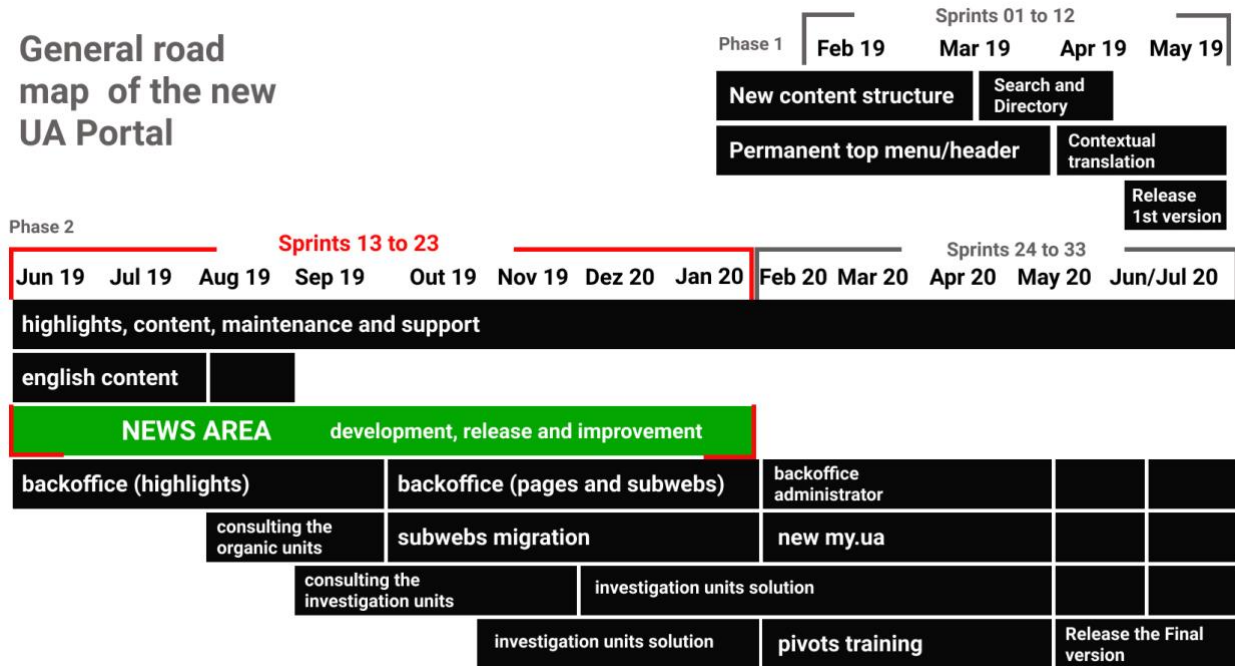 General road
map of the new
UA Portal
Sprints 01 to 12
Phase 1
Feb 19 Mar 19 Apr 19 May 19
New content structure
Search and
Directory
Permanent top menu/header
Contextual
translation
Release
1st version
Phase 2
Sprints 13 to 23
Sprints 24 to 33
Jun 19 Jul 19 Aug 19 Sep 19 Out 19 Nov 19 Dez 20 Jan 20 Feb 20 Mar 20 Apr 20 May 20 Jun/Jul 20
highlights, content, maintenance and support
english content
NEWS AREA development, release and improvement
backoffice (highlights)
backoffice (pages and subwebs)
backoffice
administrator
consulting the
organic units
subwebs migration
new my.ua
consulting the
investigation units
investigation units solution
investigation units solution
pivots training
Release the Final
version